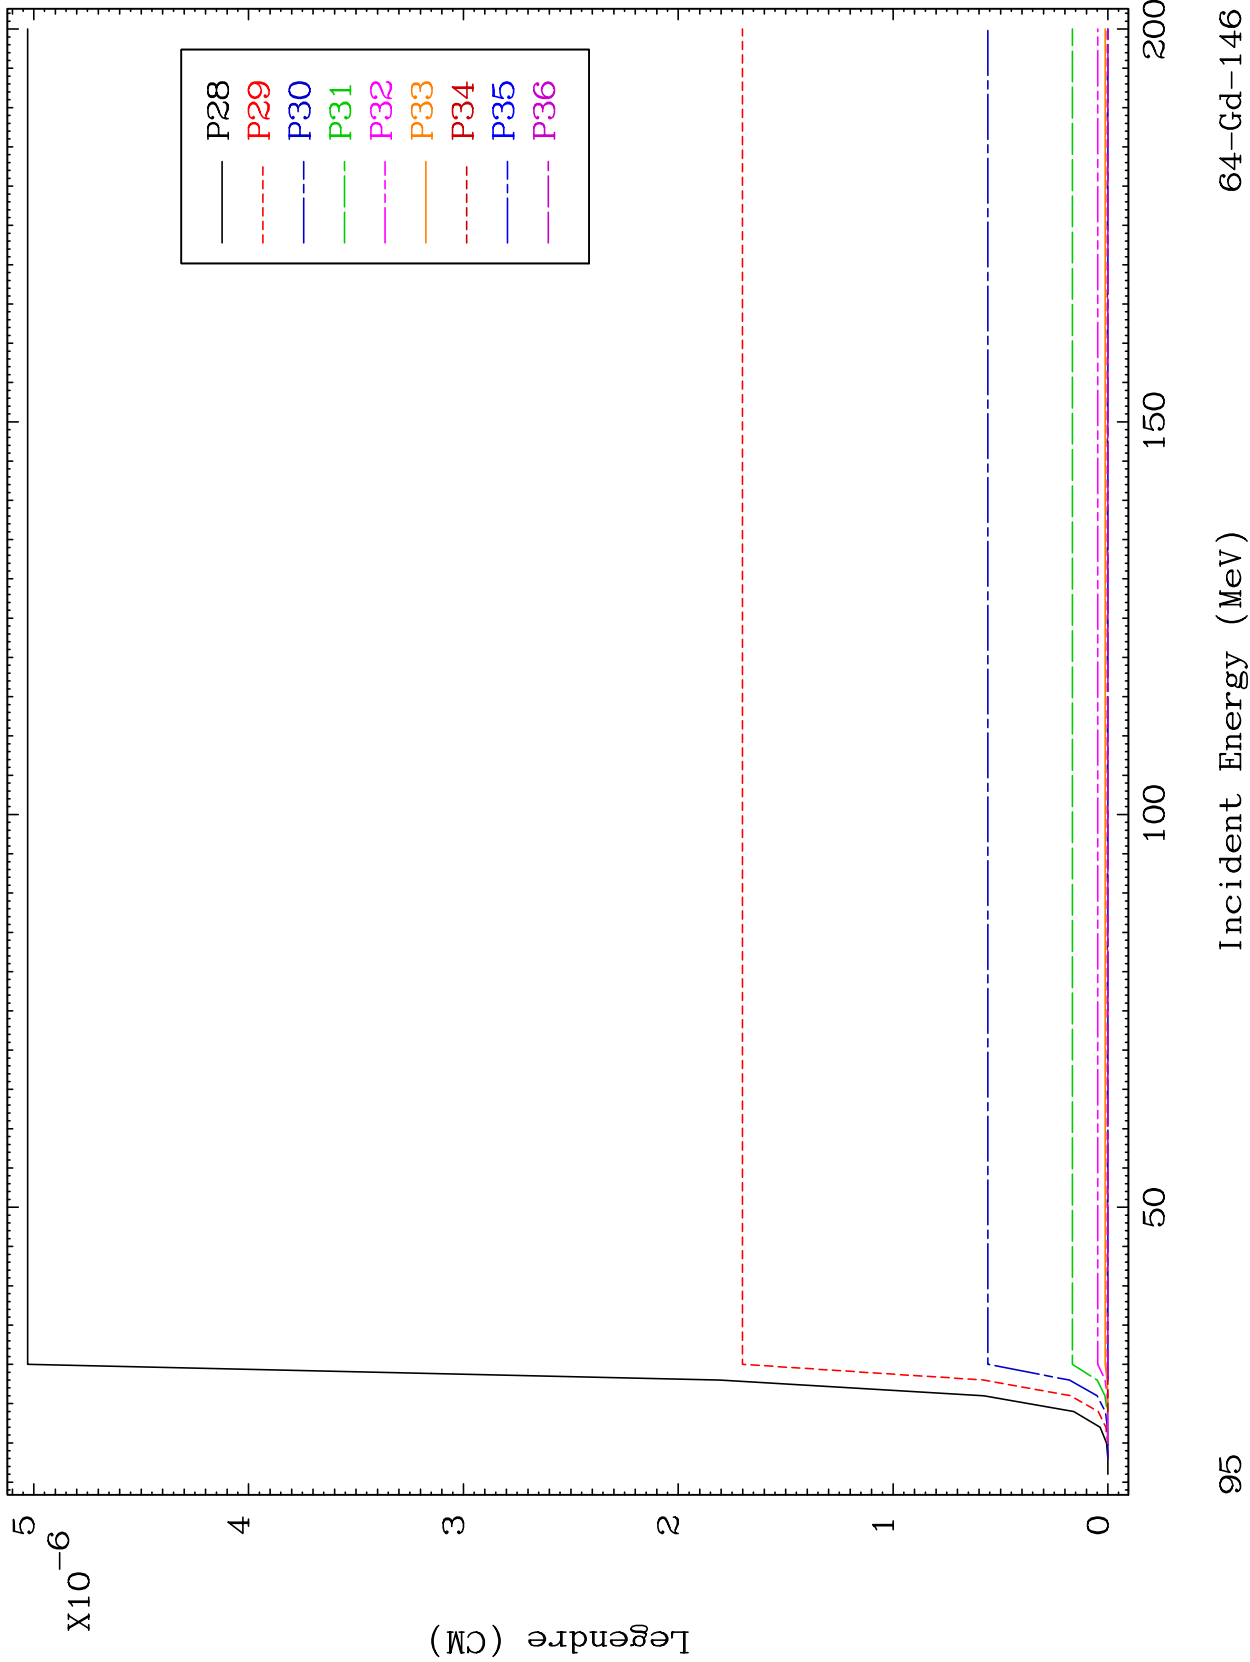 5
X10-6
4
3
2
1
0
Legendre (CM)
P28
P29
P30
P31
P32
P33
P34
P35
P36
50
100
150
200
Incident Energy (MeV)
95
64-Gd-146